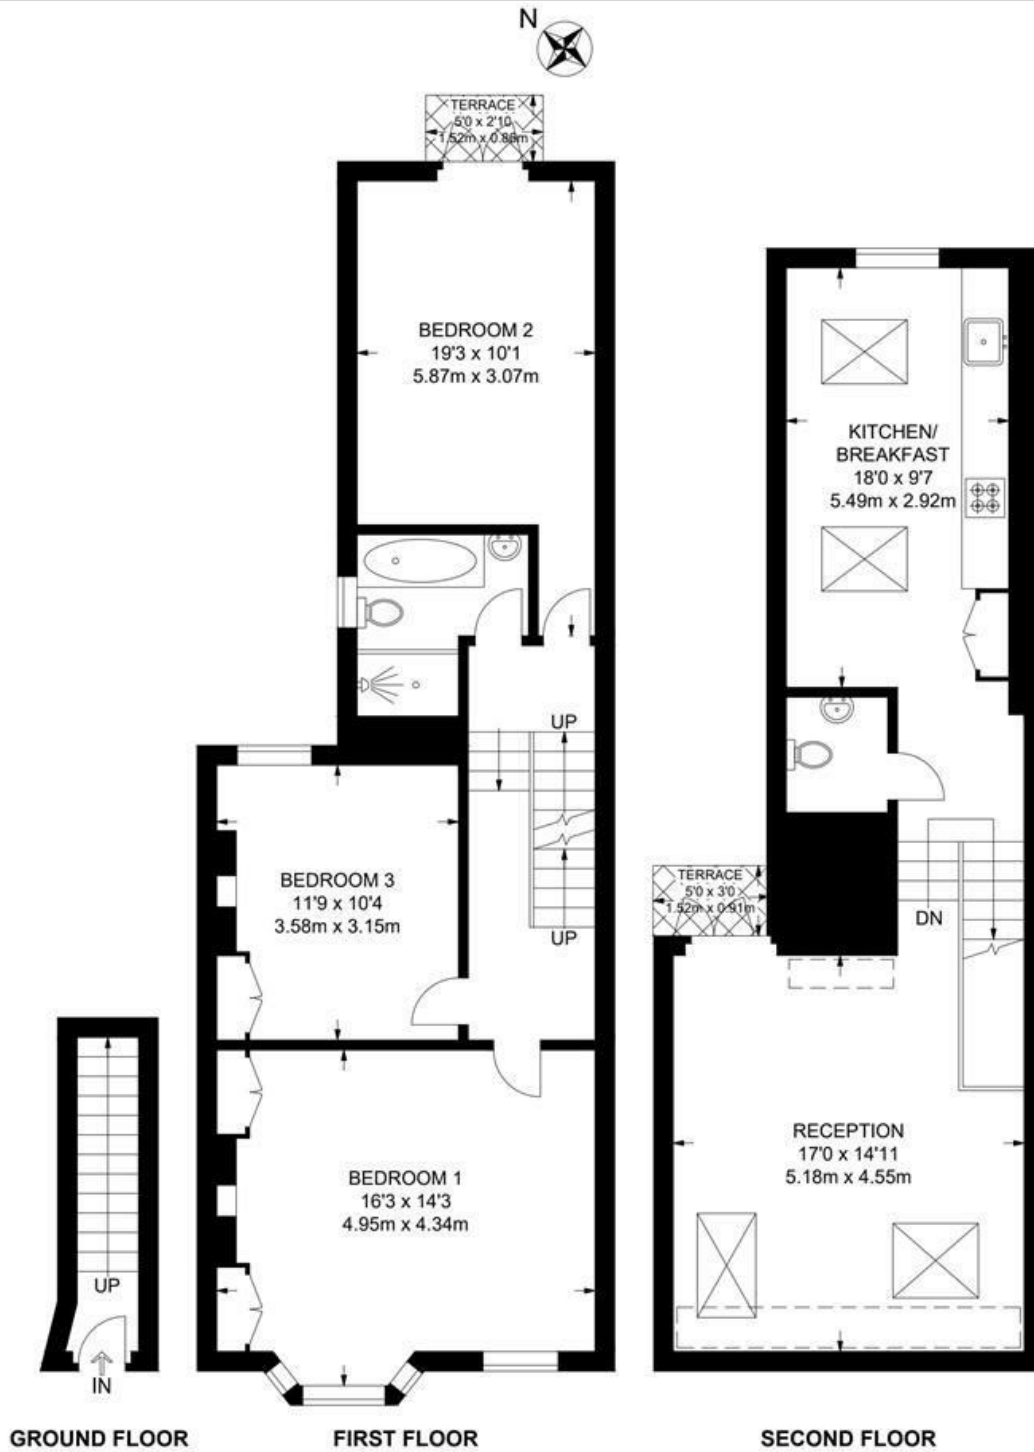 N
TERRACE
5'0 x 2'10
1.52m x 0.86m
BEDROOM 2
19'3 x 10'1
5.87m x 3.07m
UP
UP
BEDROOM 3
11'9 x 10'4
3.58m x 3.15m
BEDROOM 1
16'3 x 14'3
4.95m x 4.34m
UP
IN
KITCHEN/
BREAKFAST
18'0 x 9'7
5.49m x 2.92m
TERRACE
5'0 x 3'0
1.52m x 0.91m
DN
RECEPTION
17'0 x 14'11
5.18m x 4.55m
GROUND FLOOR
FIRST FLOOR
SECOND FLOOR